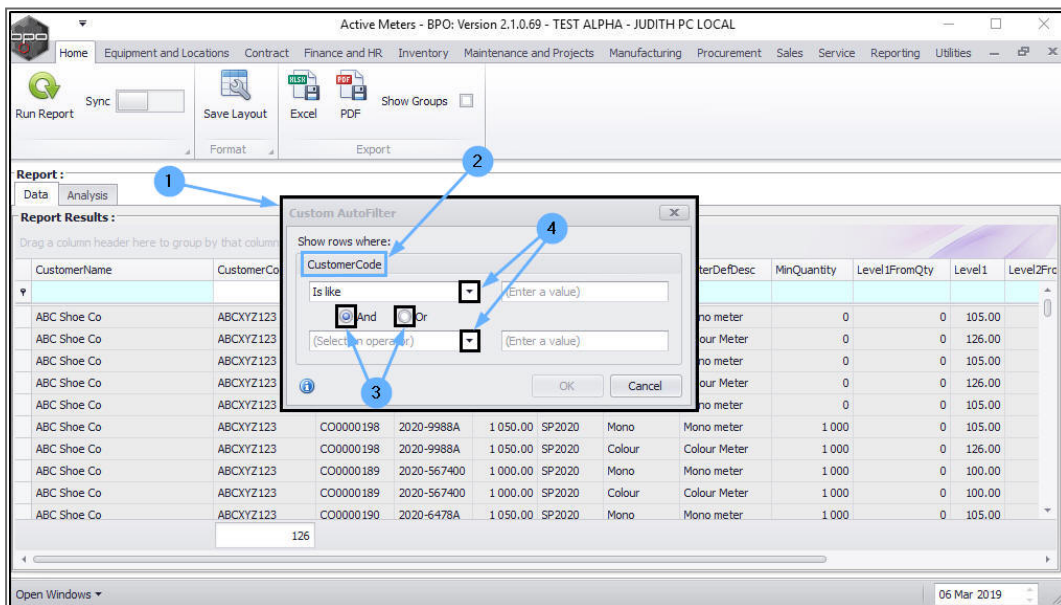 Active Meters - BPO: Version 2.1.0.69 - TEST ALPHA - JUDITH PC LOCAL
bpo
Home Equipment and Locations Contract Finance and HR Inventory Maintenance and Projects Manufacturing Procurement Sales Service Reporting Utilities
Run Report Sync Save Layout XLSX Excel PDF PDF Show Groups
Format Export
Report :
1 2
Data Analysis
Report Results :
Drag a column header here to group by that column
Custom AutoFilter
Show rows where:
4
CustomerCode
Is like (Enter a value)
And Or
(Selection operator) (Enter a value)
3
OK Cancel
CustomerName CustomerCo terDefDesc MinQuantity Level1FromQty Level1 Level2Fro
ABC Shoe Co ABCXYZ123 no meter 0 0 105.00
ABC Shoe Co ABCXYZ123 our Meter 0 0 126.00
ABC Shoe Co ABCXYZ123 no meter 0 0 105.00
ABC Shoe Co ABCXYZ123 our Meter 0 0 126.00
ABC Shoe Co ABCXYZ123 no meter 0 0 105.00
ABC Shoe Co ABCXYZ123 CO0000198 2020-9988A 1 050.00 SP2020 Mono Mono meter 1 000 0 105.00
ABC Shoe Co ABCXYZ123 CO0000198 2020-9988A 1 050.00 SP2020 Colour Colour Meter 1 000 0 126.00
ABC Shoe Co ABCXYZ123 CO0000189 2020-567400 1 000.00 SP2020 Mono Mono meter 1 000 0 100.00
ABC Shoe Co ABCXYZ123 CO0000189 2020-567400 1 000.00 SP2020 Colour Colour Meter 1 000 0 100.00
ABC Shoe Co ABCXYZ123 CO0000190 2020-6478A 1 050.00 SP2020 Mono Mono meter 1 000 0 105.00
126
Open Windows 06 Mar 2019